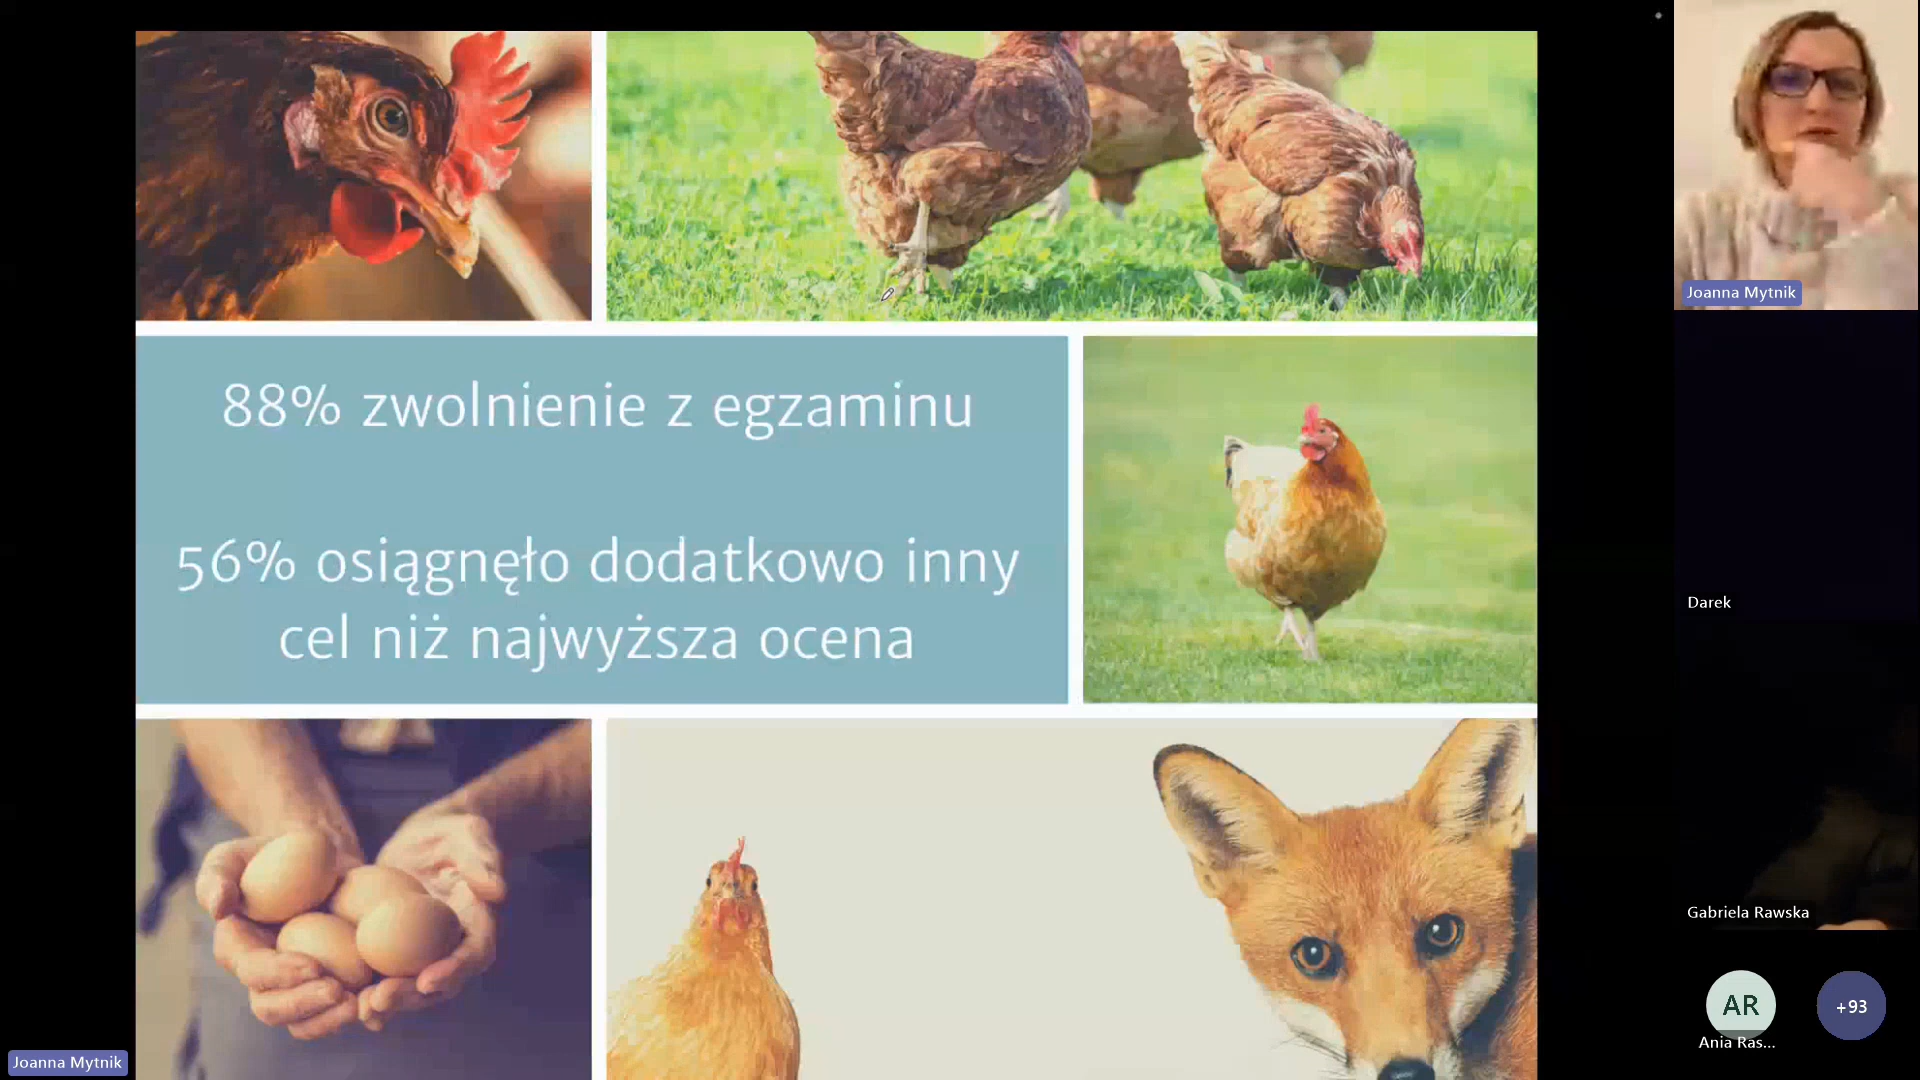 88% zwolnienie z egzaminu
56% osiągnęło dodatkowo inny
cel niż najwyższa ocena
Joanna Mytnik
Darek
Gabriela Rawska
AR
+93
Ania Ras...
Joanna Mytnik